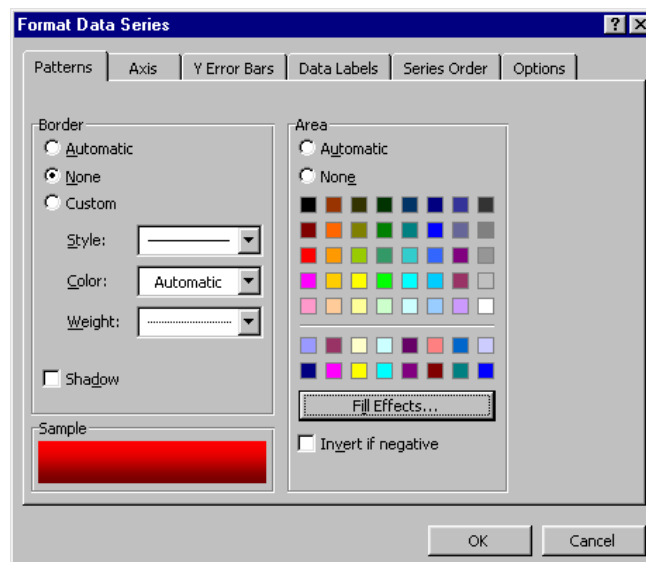 Format Data Series
Patterns Axis Y Error Bars Data Labels Series Order Options
Border
Automatic
None
Custom
Style:
Color: Automatic
Weight:
Shadow
Sample
Area
Automatic
None
Fill Effects...
Invert if negative
OK Cancel